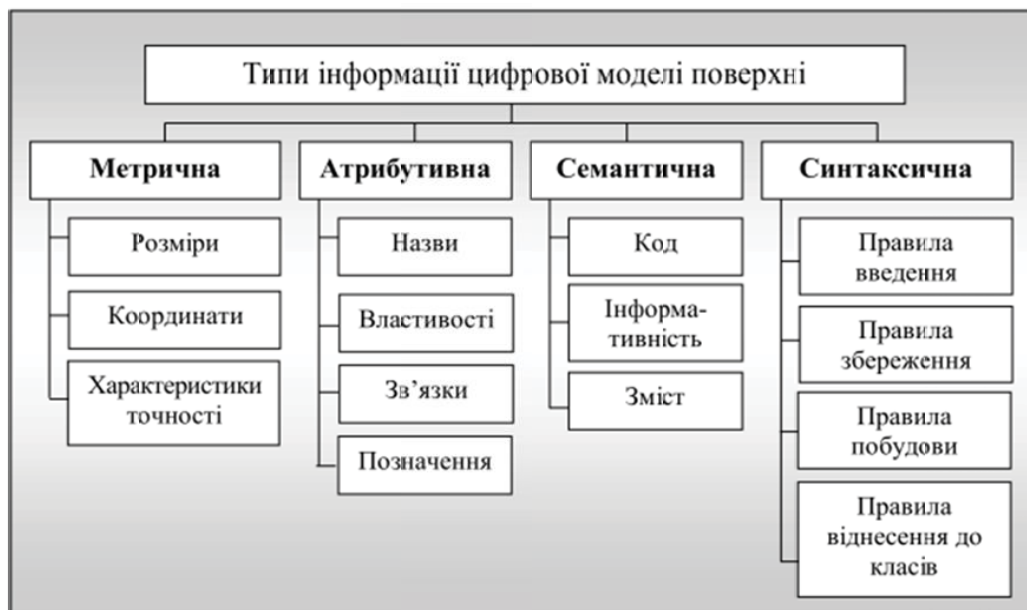 Типи інформації цифрової моделі поверхні
Метрична
Розміри
Координати
Характеристики
точності
Атрибутивна
Назви
Властивості
Зв’язки
Позначення
Семантична
Код
Інформа-
тивність
Зміст
Синтаксична
Правила
введення
Правила
збереження
Правила
побудови
Правила
віднесення до
класів